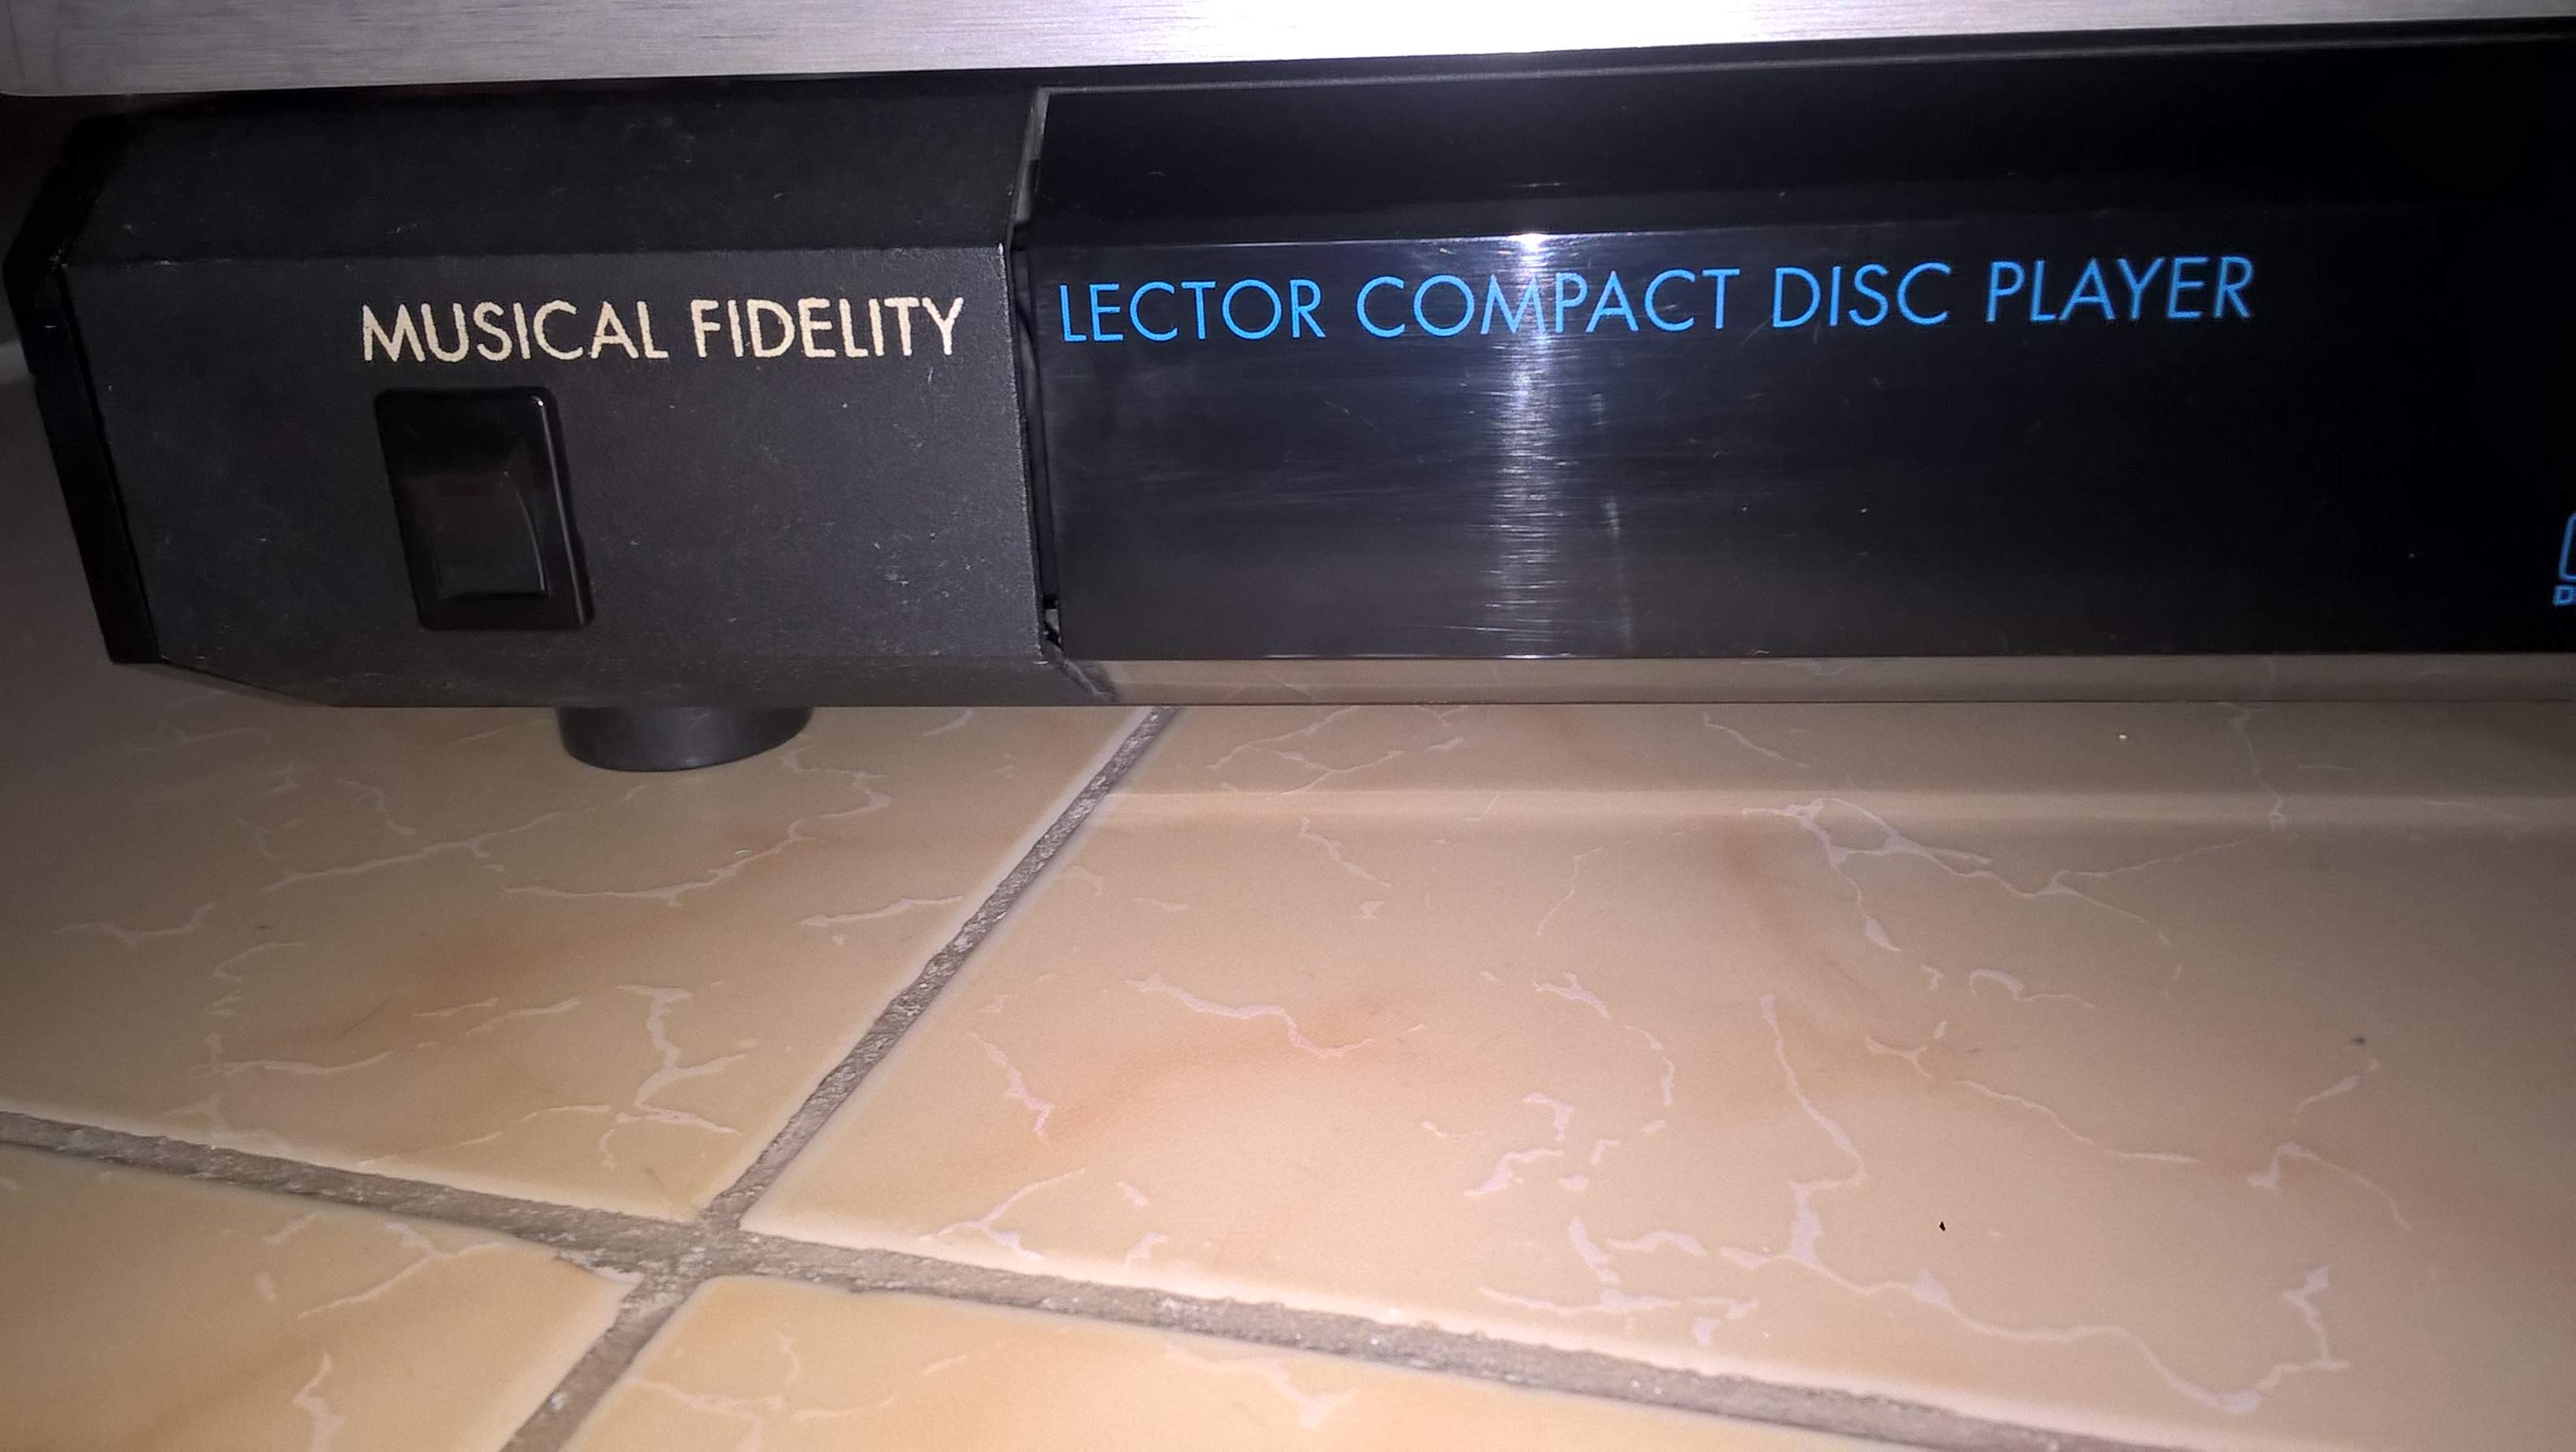 MUSICAL FIDELITY
LECTOR COMPACT DISC PLAYER